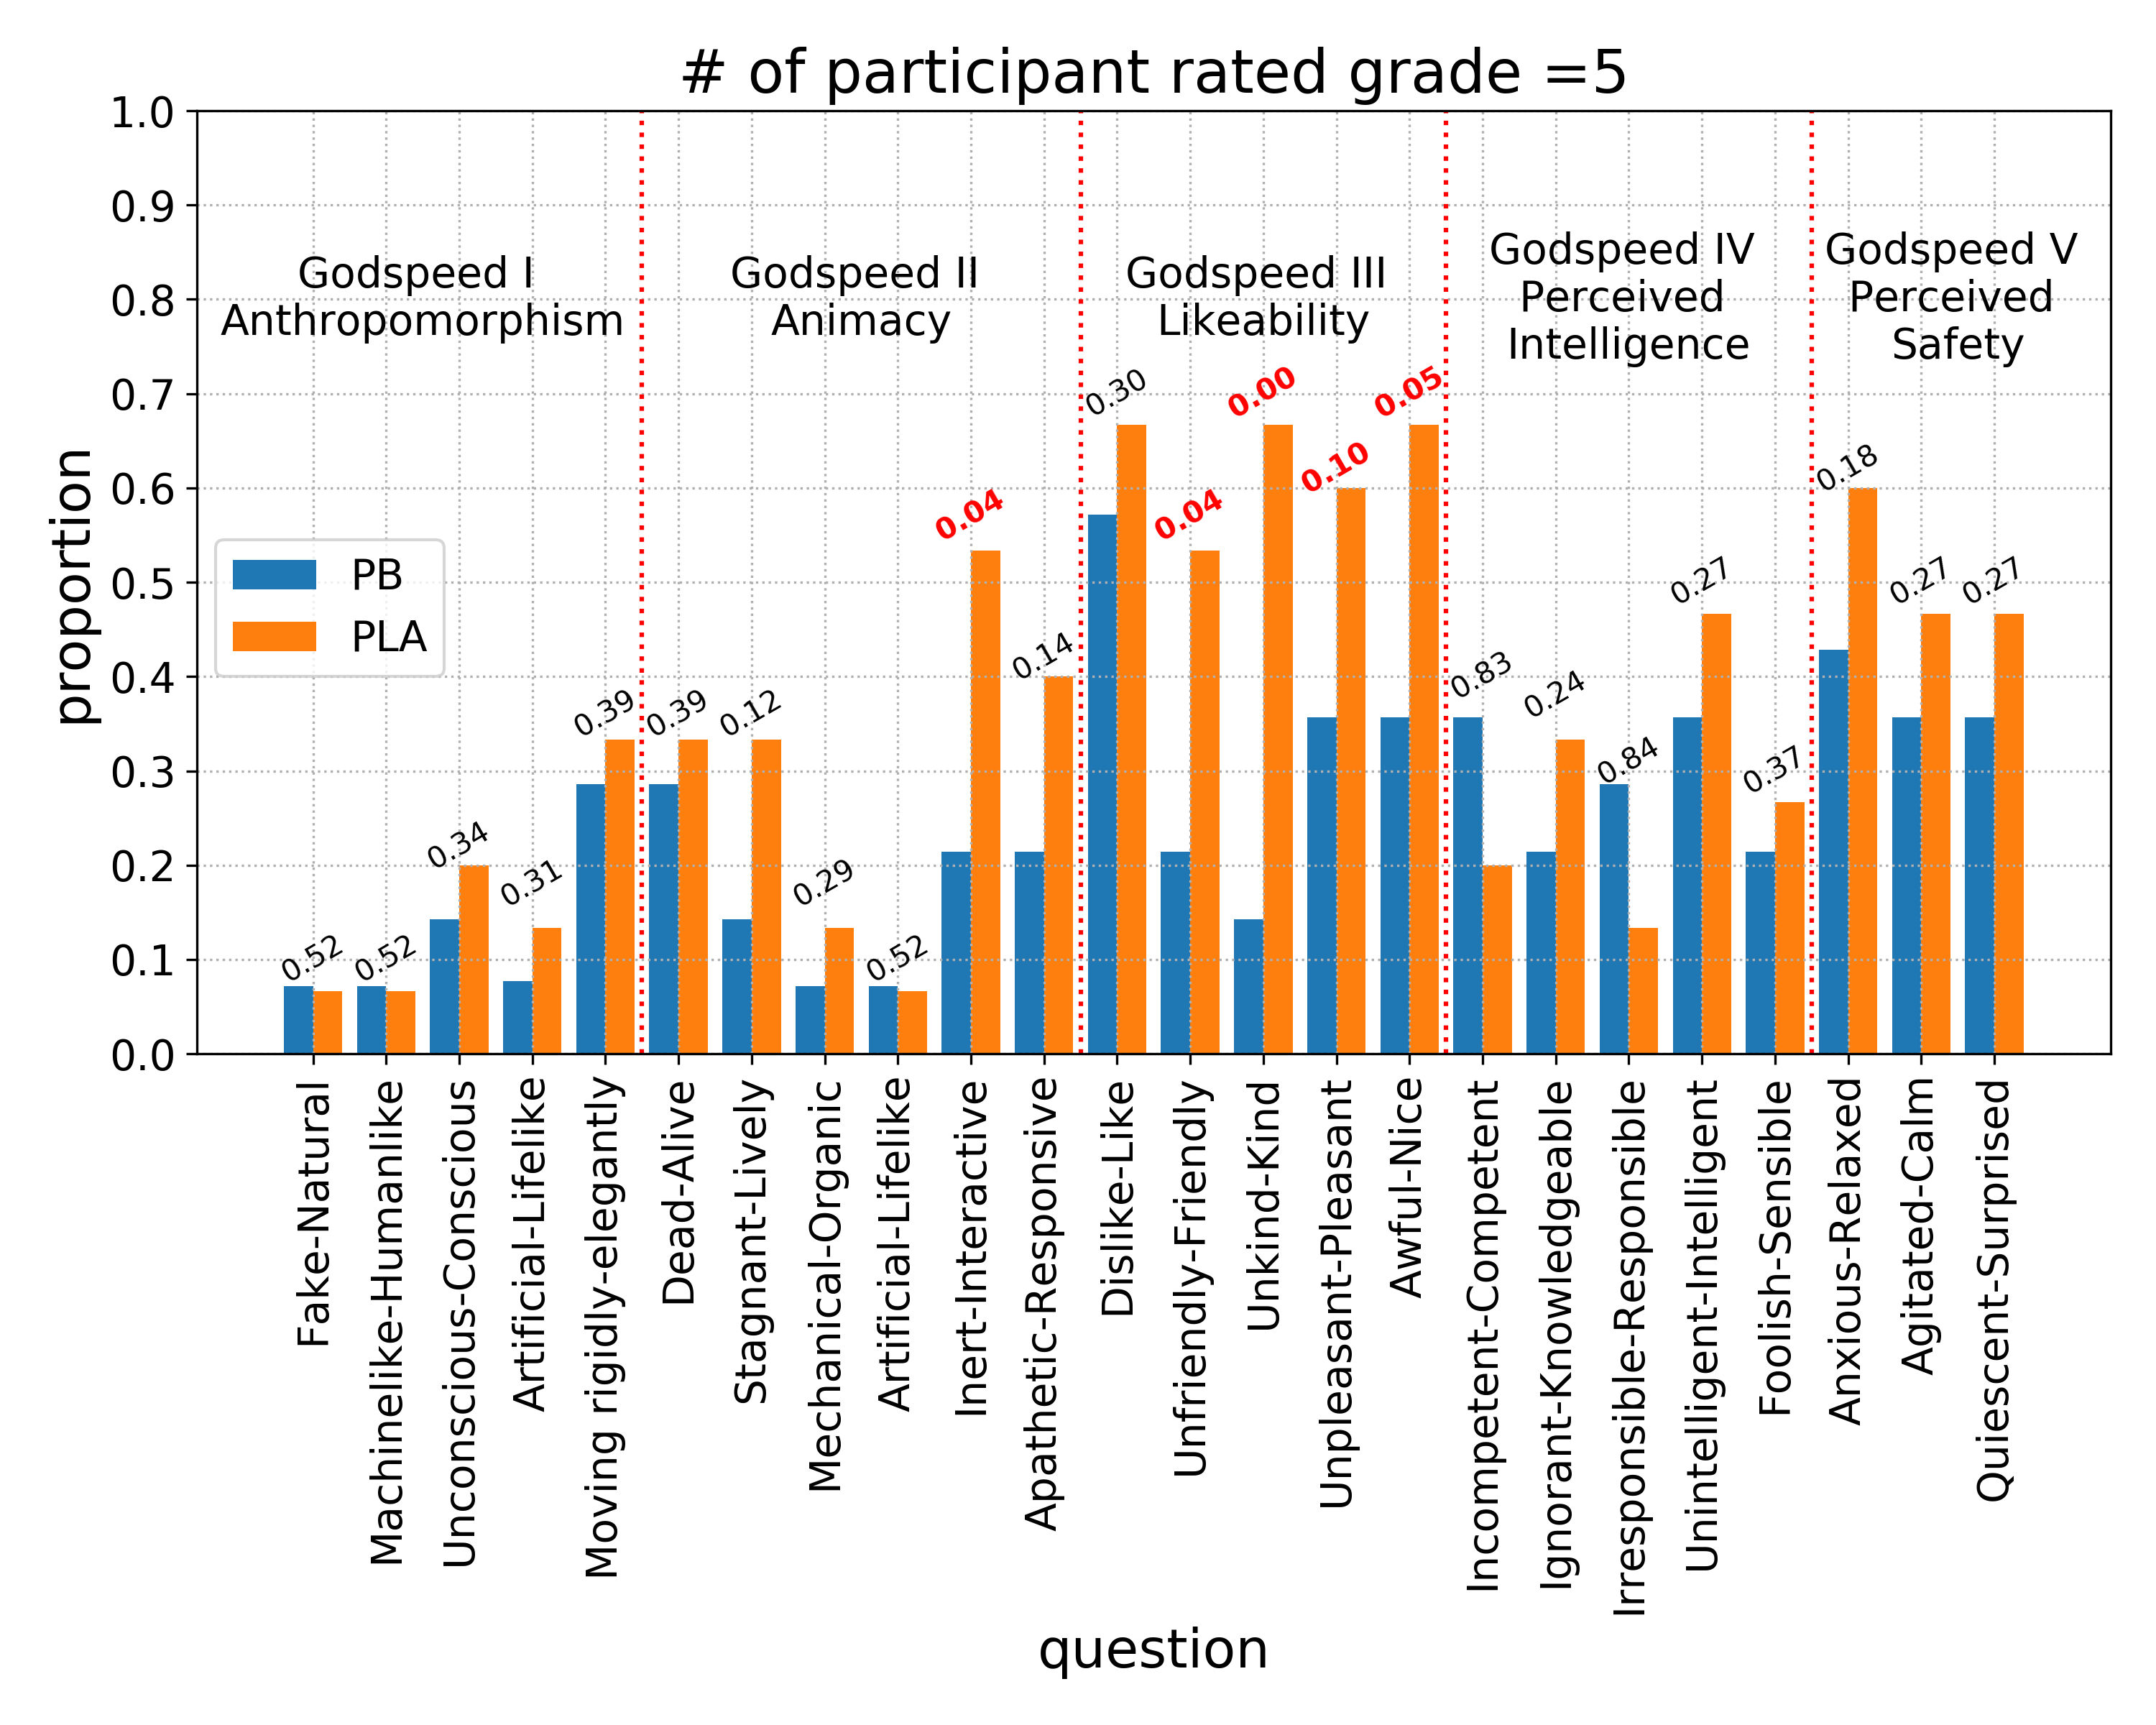 # of participant rated grade =5
1.0
0.9
0.8
0.7
0.6
0.5
0.4
0.3
0.2
0.1
0.0
proportion
Godspeed I
Anthropomorphism
Godspeed II
Animacy
Godspeed III
Likeability
Godspeed IV
Perceived
Intelligence
Godspeed V
Perceived
Safety
PB
PLA
0.52
0.52
0.34
0.31
0.39
0.39
0.12
0.29
0.52
0.04
0.14
0.30
0.04
0.00
0.10
0.05
0.83
0.24
0.84
0.27
0.37
0.18
0.27
0.27
Fake-Natural
Machinelike-Humanlike
Unconscious-Conscious
Artificial-Lifelike
Moving rigidly-elegantly
Dead-Alive
Stagnant-Lively
Mechanical-Organic
Artificial-Lifelike
Inert-Interactive
Apathetic-Responsive
Dislike-Like
Unfriendly-Friendly
Unkind-Kind
Unpleasant-Pleasant
Awful-Nice
Incompetent-Competent
Ignorant-Knowledgeable
Irresponsible-Responsible
Unintelligent-Intelligent
Foolish-Sensible
Anxious-Relaxed
Agitated-Calm
Quiescent-Surprised
question